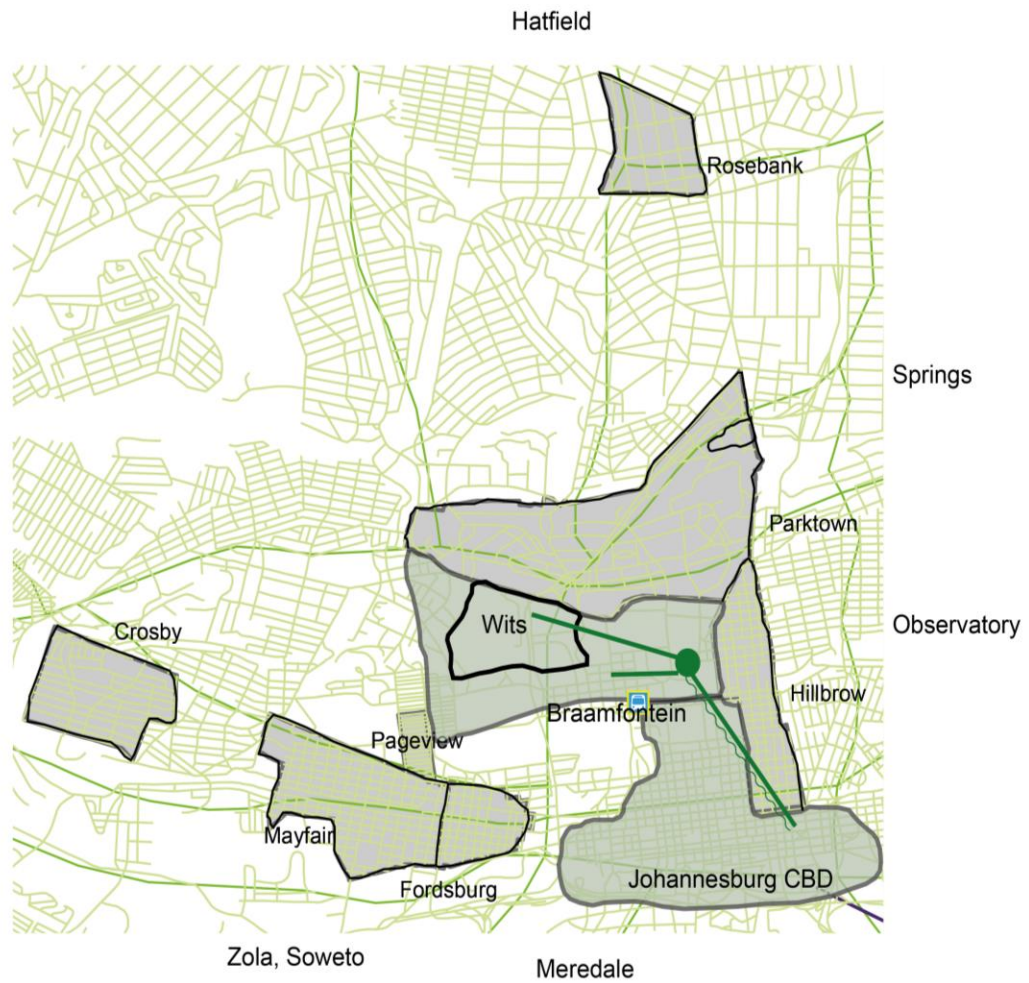 Hatfield
Rosebank
Springs
Parktown
Wits
Observatory
Crosby
Hillbrow
Braamfontein
Pageview
Mayfair
Johannesburg CBD
Fordsburg
Zola, Soweto
Meredale